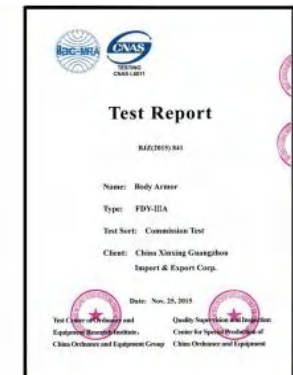 ilac-MRA
CNAS
TESTING
CNAS L4211
Test Report
BJZ(2015) 841
Name: Body Armor
Type: FDY-IIIA
Test Sort: Commission Test
Client: China Xinxing Guangzhou
Import & Export Corp.
Date: Nov. 25, 2015
Test Centre of Ordnance and
Equipment Research Institute,
China Ordnance and Equipment Group
Quality Supervision and Inspection
Center for Special Production of
China Ordnance and Equipment